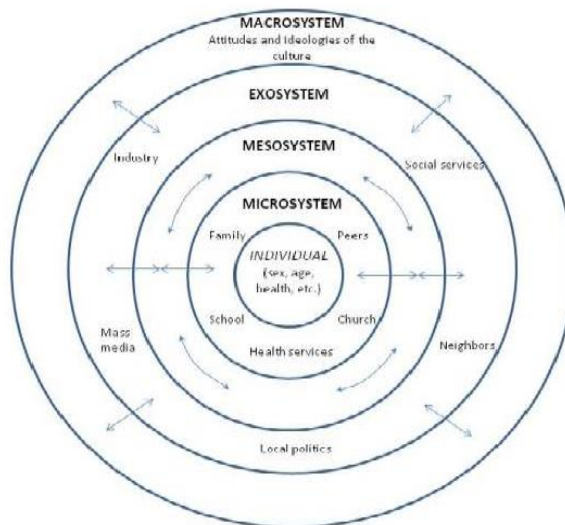 MACROSYSTEM
Attitudes and ideologies of the
culture
EXOSYSTEM
MESOSYSTEM
Industry
Social services
MICROSYSTEM
Family
Peers
INDIVIDUAL
(sex, age,
health, etc.)
School
Church
Mass
media
Health services
Neighbors
Local politics